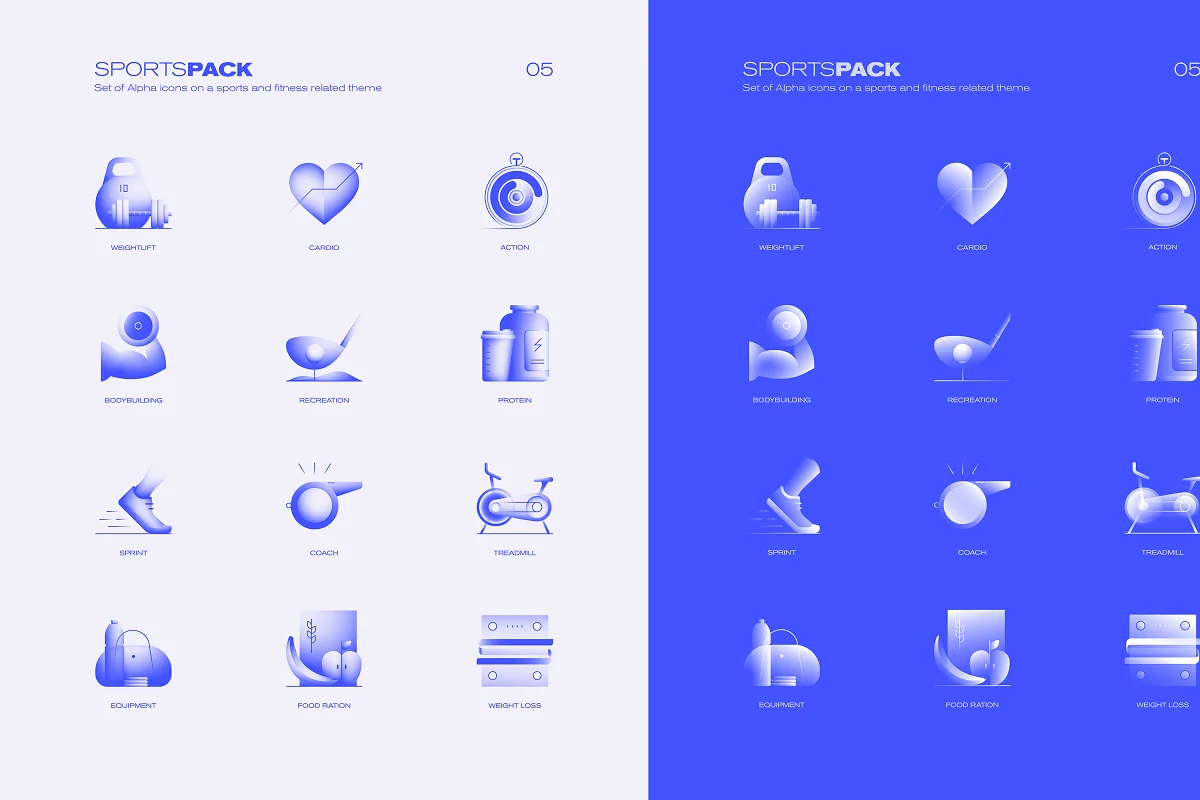 SPORTSPACK
05
Set of Alpha icons on a sports and fitness related theme
10
WEIGHTLIFT
CARDIO
ACTION
BODYBUILDING
RECREATION
PROTEIN
SPRINT
COACH
TREADMILL
EQUIPMENT
FOOD RATION
WEIGHT LOSS
SPORTSPACK
05
Set of Alpha icons on a sports and fitness related theme
10
WEIGHTLIFT
CARDIO
ACTION
BODYBUILDING
RECREATION
PROTEIN
SPRINT
COACH
TREADMILL
EQUIPMENT
FOOD RATION
WEIGHT LOSS